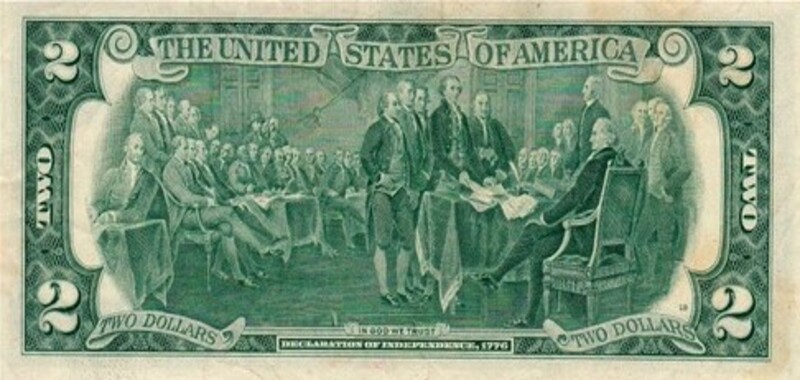 THE UNITED STATES OF AMERICA
2
2
TWO
TWO
2
2
TWO DOLLARS
IN GOD WE TRUST
TWO DOLLARS
DECLARATION OF INDEPENDENCE, 1776